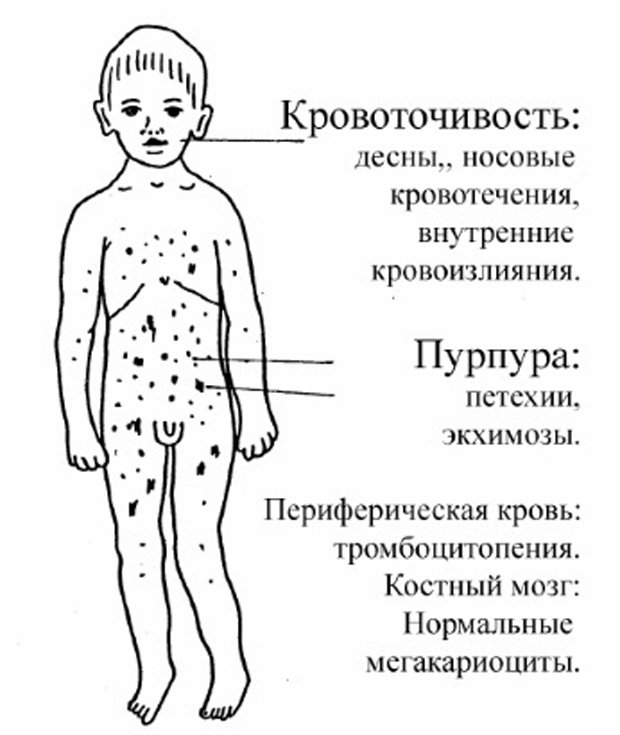 Кровоточивость:
десны,, носовые
кровотечения,
внутренние
кровоизлияния.
Пурпура:
петехии,
экхимозы.
Периферическая кровь:
тромбоцитопения.
Костный мозг:
Нормальные
мегакариоциты.